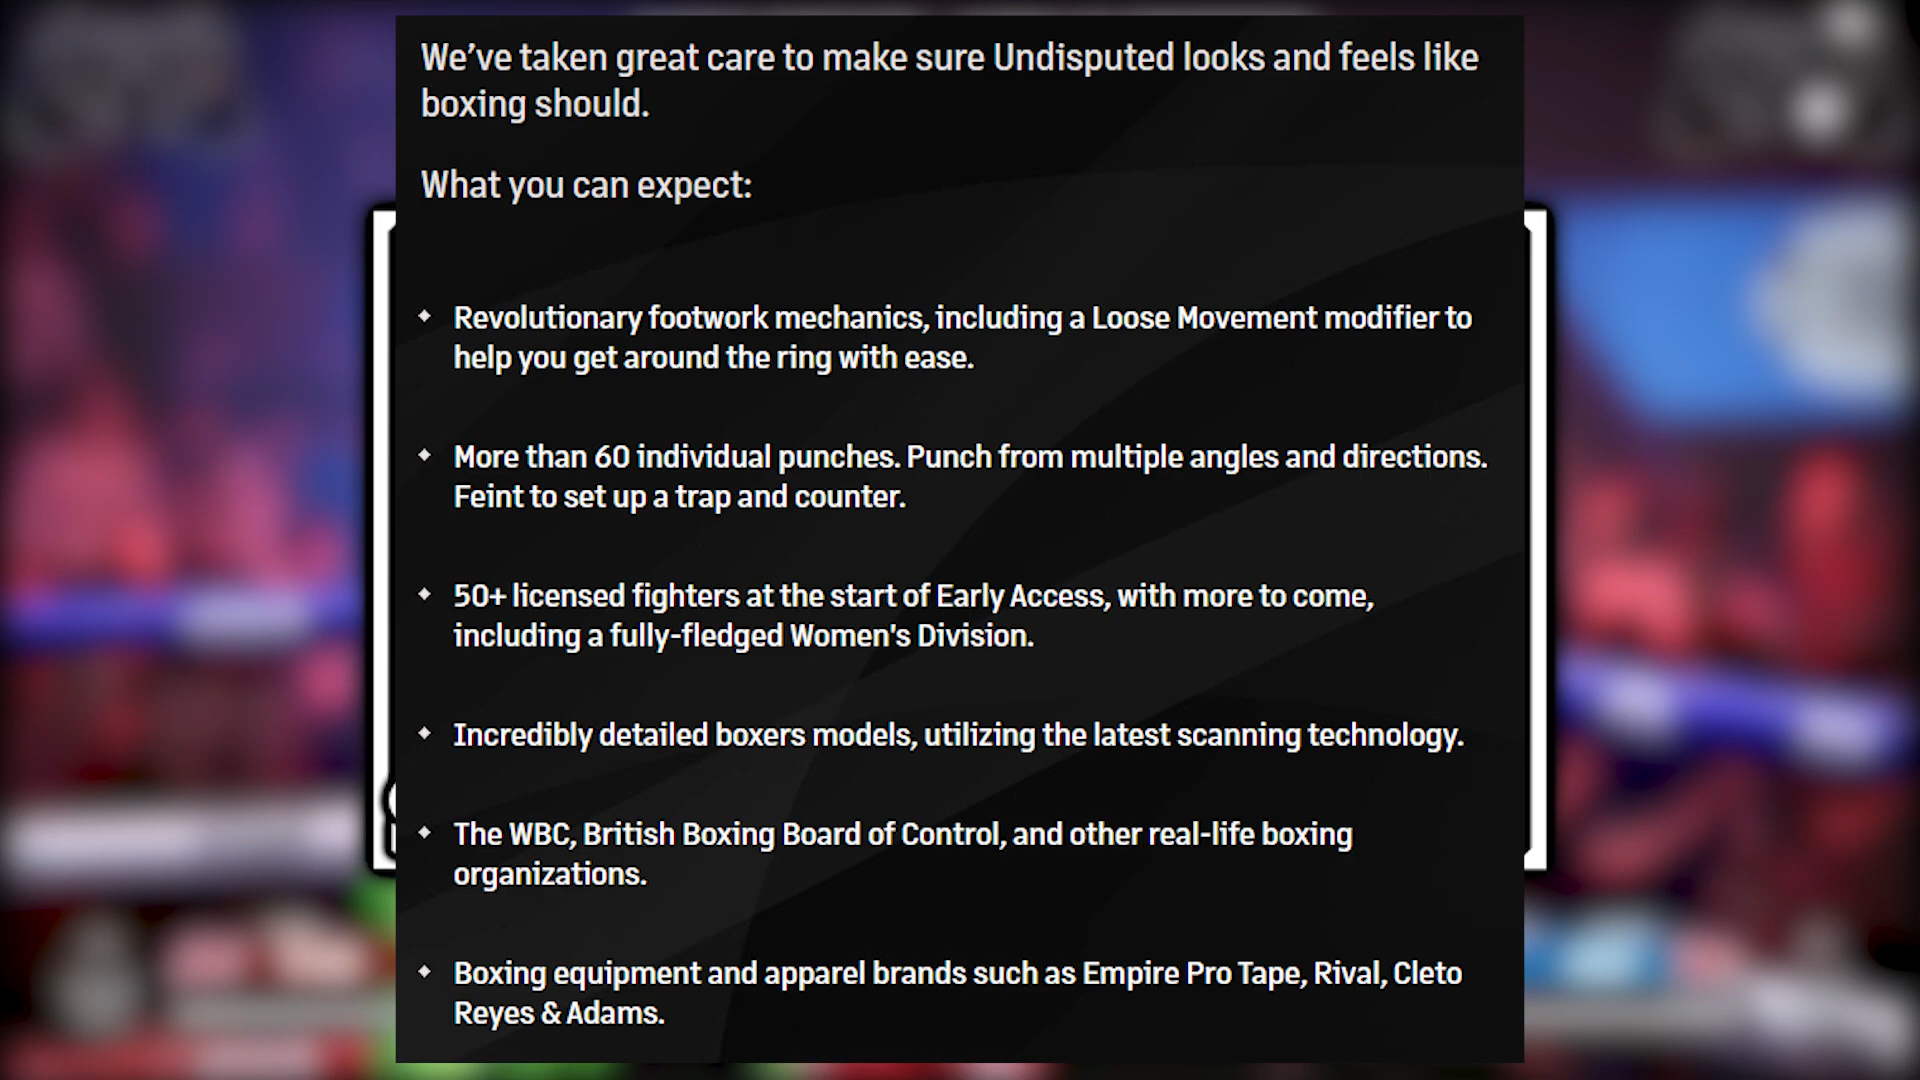 We’ve taken great care to make sure Undisputed looks and feels like
boxing should.
What you can expect:
Revolutionary footwork mechanics, including a Loose Movement modifier to
help you get around the ring with ease.
More than 60 individual punches. Punch from multiple angles and directions.
Feint to set up a trap and counter.
50+ licensed fighters at the start of Early Access, with more to come,
including a fully-fledged Women's Division.
Incredibly detailed boxers models, utilizing the latest scanning technology.
The WBC, British Boxing Board of Control, and other real-life boxing
organizations.
Boxing equipment and apparel brands such as Empire Pro Tape, Rival, Cleto
Reyes & Adams.